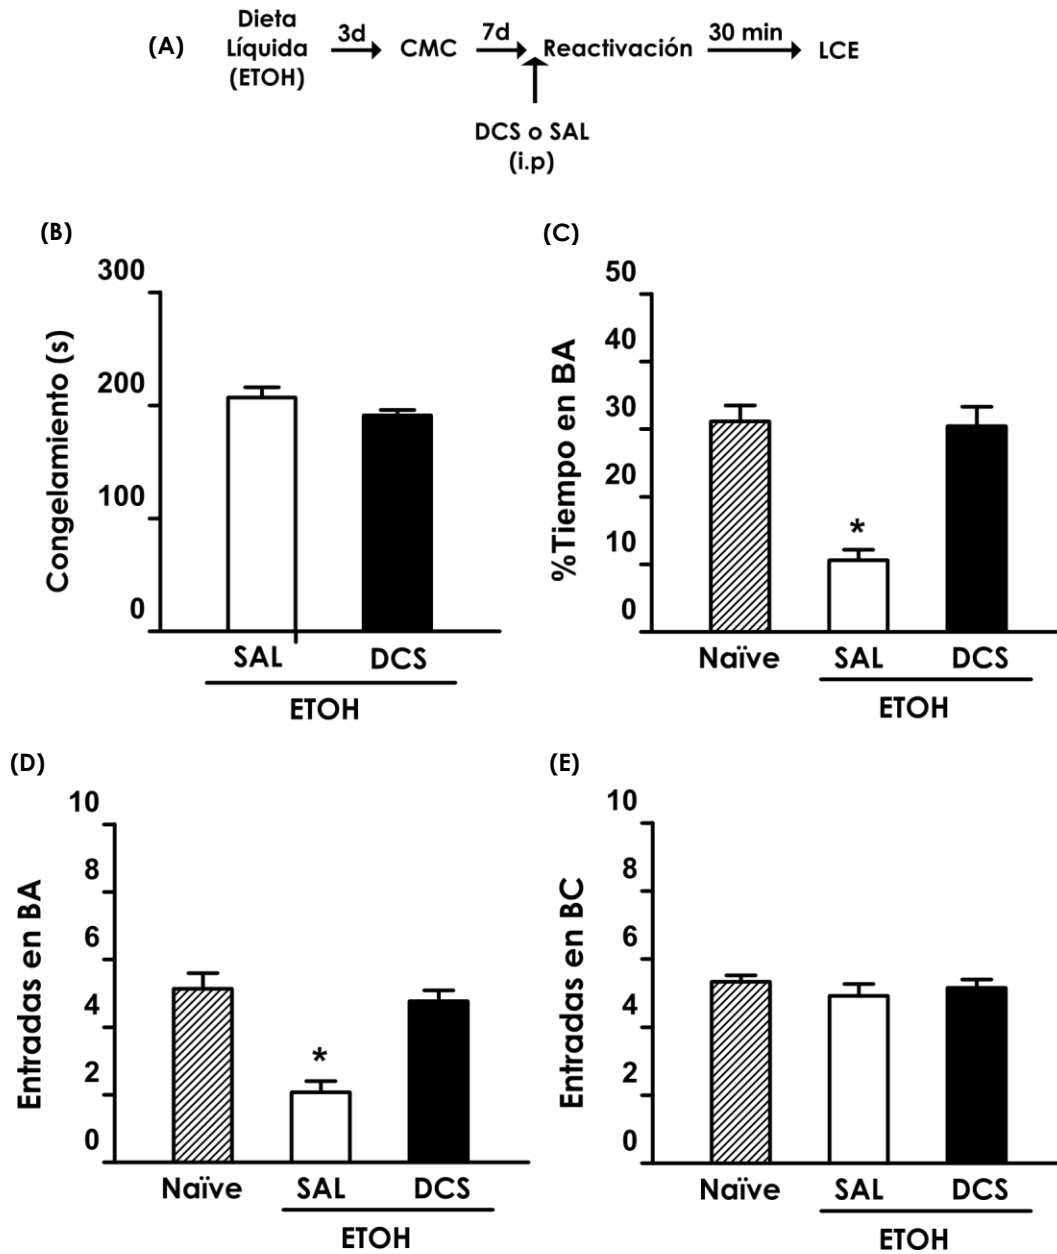 (A)
Dieta
Líquida
(ETOH)
3d
CMC
7d
Reactivación
30 min
LCE
DCS o SAL
(i.p)
(B)
Congelamiento (s)
300
200
100
0
SAL DCS
ETOH
(C)
%Tiempo en BA
50
40
30
20
10
0
*
Naïve SAL DCS
ETOH
(D)
Entradas en BA
10
8
6
4
2
0
*
Naïve SAL DCS
ETOH
(E)
Entradas en BC
10
8
6
4
2
0
Naïve SAL DCS
ETOH